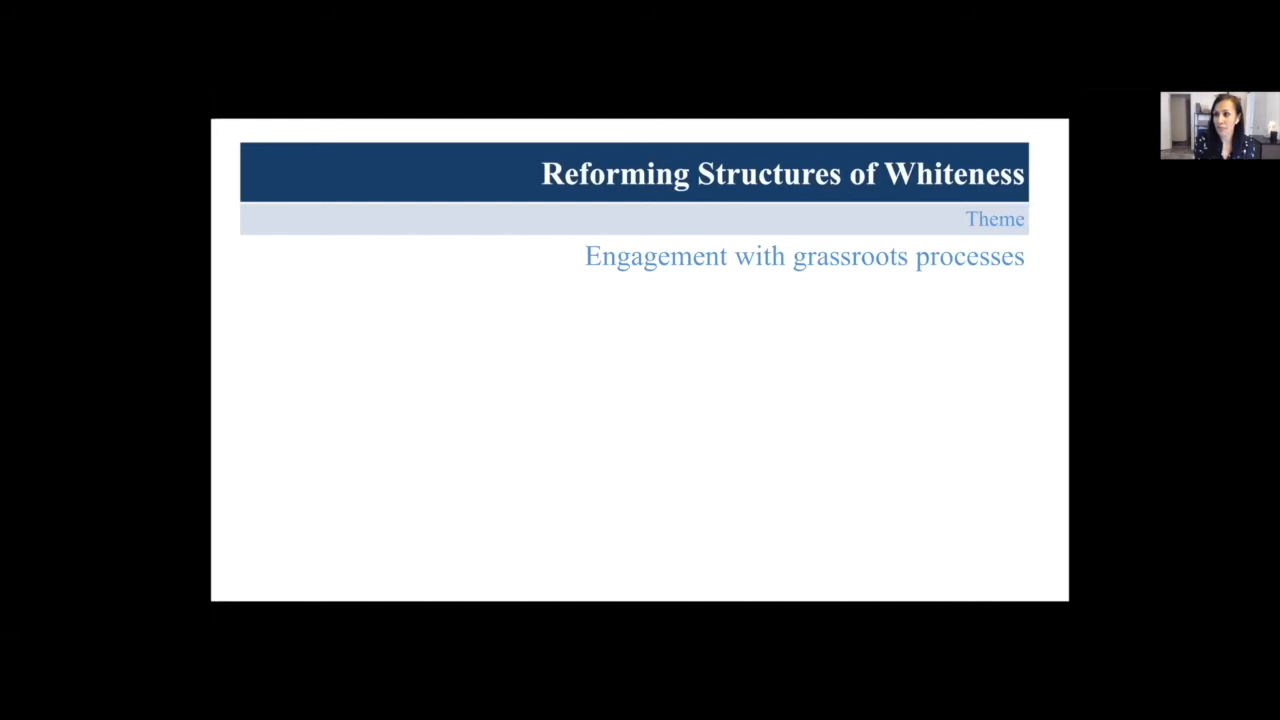 Reforming Structures of Whiteness
Theme
Engagement with grassroots processes